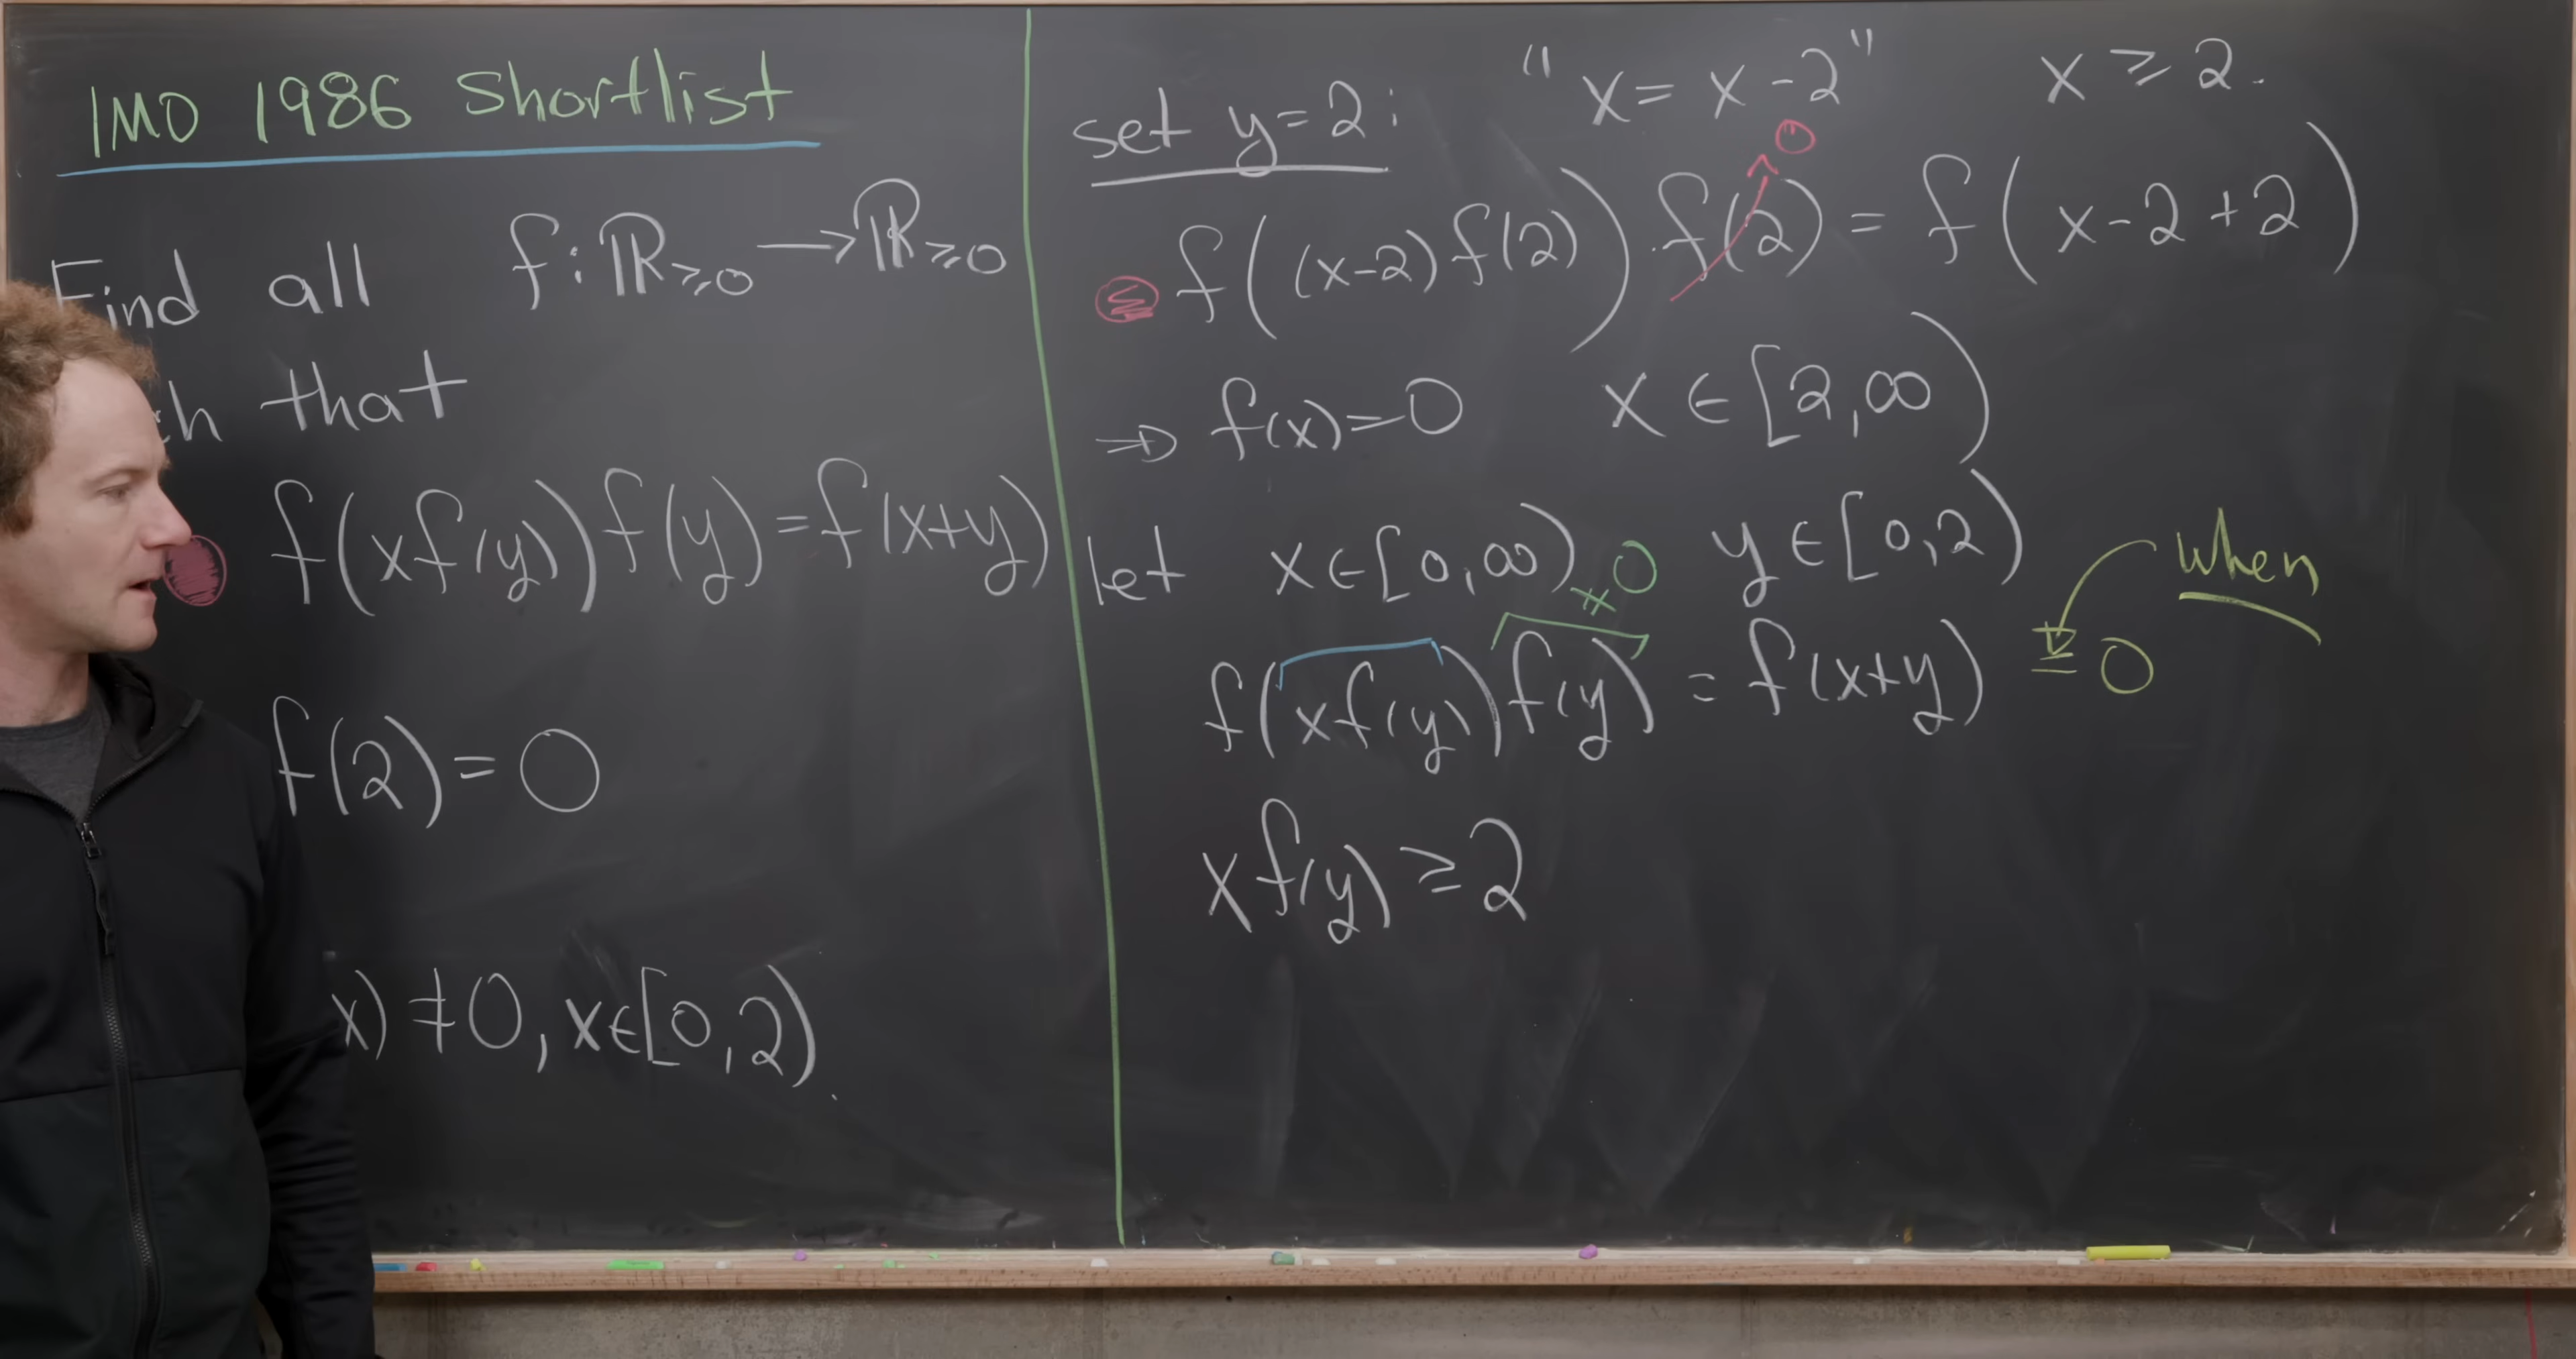 IMO 1986 Shortlist
Find all f: ℝ≥0 → ℝ≥0
that
f(xf(y))f(y)=f(x+y)
f(2)=0
x) ≠0, x∈[0,2).
set y=2: "x= x-2" x ≥ 2.
0
f((x-2)f(2))·f(2) = f(x-2+2)
⇒ f(x)=0 x ∈ [2,∞)
let x∈[0,∞) y∈[0,2) when
≠0
f(xf(y))f(y) = f(x+y) = 0
xf(y) ≥ 2